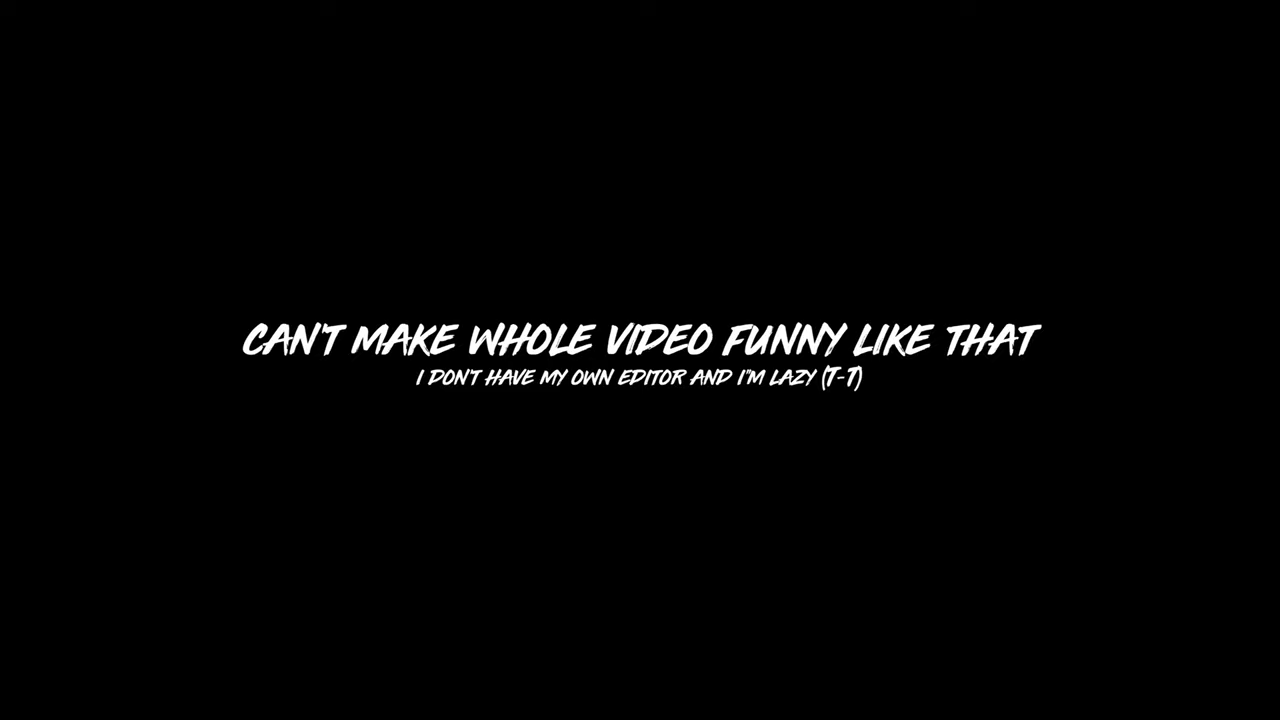 CAN'T MAKE WHOLE VIDEO FUNNY LIKE THAT
I DON'T HAVE MY OWN EDITOR AND I'M LAZY (T-T)